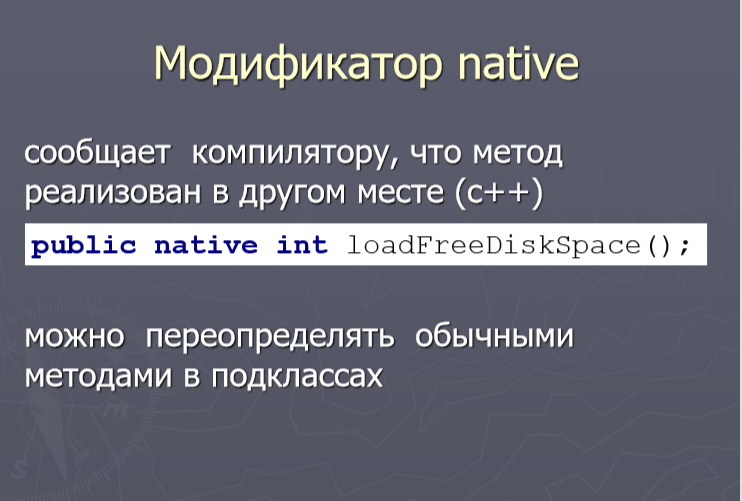 Модификатор native
сообщает компилятору, что метод
реализован в другом месте (с++)
public native int loadFreeDiskSpace();
можно переопределять обычными
методами в подклассах